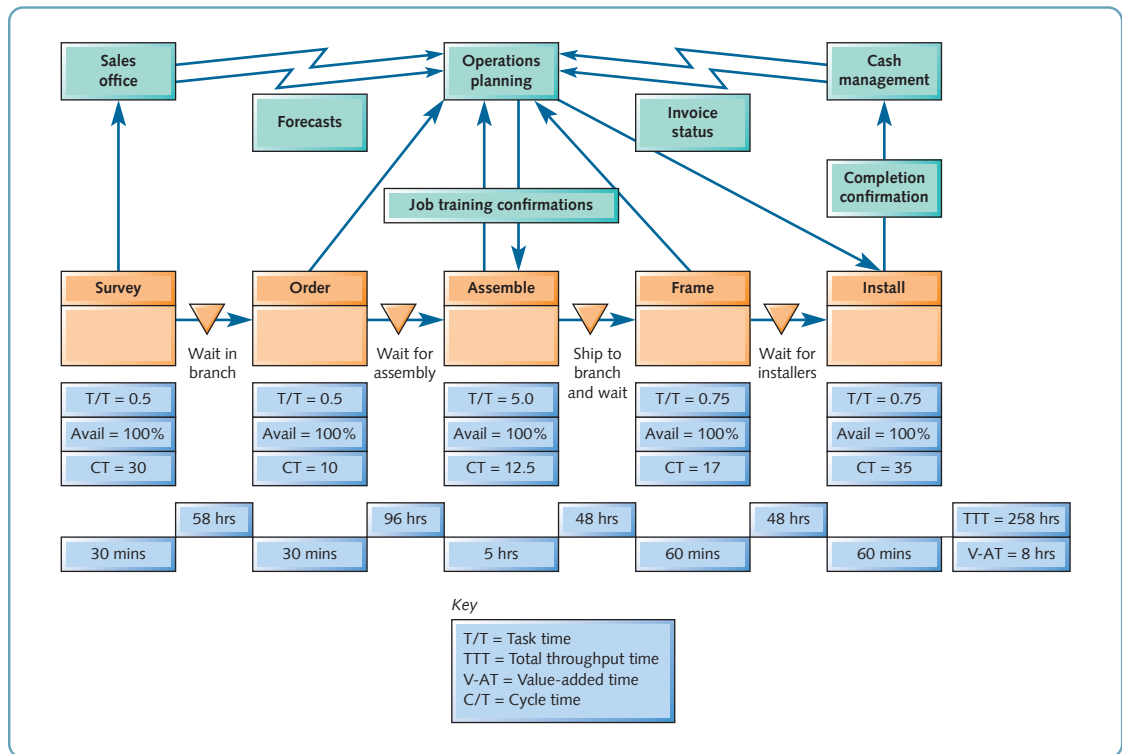 Sales
office
Operations
planning
Cash
management
Forecasts
Invoice
status
Job training confirmations
Completion
confirmation
Survey
Order
Assemble
Frame
Install
Wait in
branch
Wait for
assembly
Ship to
branch
and wait
Wait for
installers
T/T = 0.5
T/T = 0.5
T/T = 5.0
T/T = 0.75
T/T = 0.75
Avail = 100%
Avail = 100%
Avail = 100%
Avail = 100%
Avail = 100%
CT = 30
CT = 10
CT = 12.5
CT = 17
CT = 35
58 hrs
96 hrs
48 hrs
48 hrs
TTT = 258 hrs
30 mins
30 mins
5 hrs
60 mins
60 mins
V-AT = 8 hrs
Key
T/T = Task time
TTT = Total throughput time
V-AT = Value-added time
C/T = Cycle time